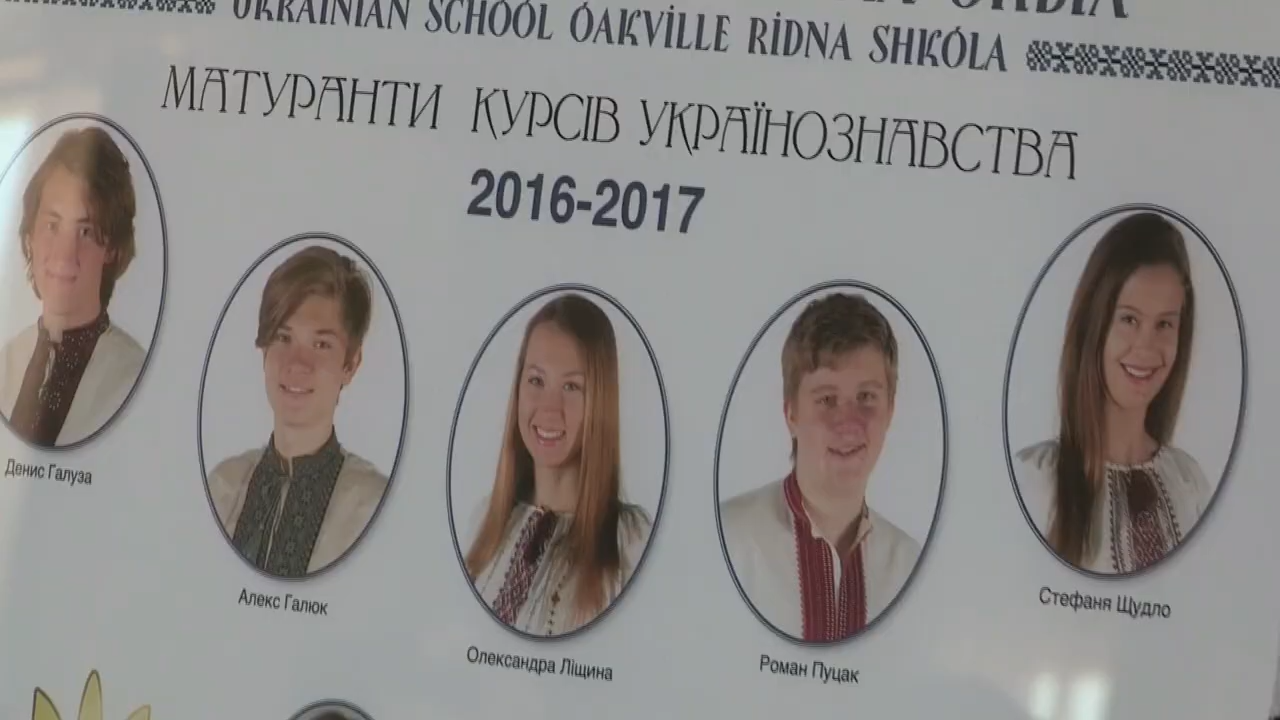 UKRAINIAN SCHOOL OAKVILLE RIDNA SHKOLA
МАТУРАНТИ КУРСІВ УКРАЇНОЗНАВСТВА
2016-2017
Денис Галуза
Алекс Галюк
Олександра Ліщина
Роман Пуцак
Стефаня Щудло